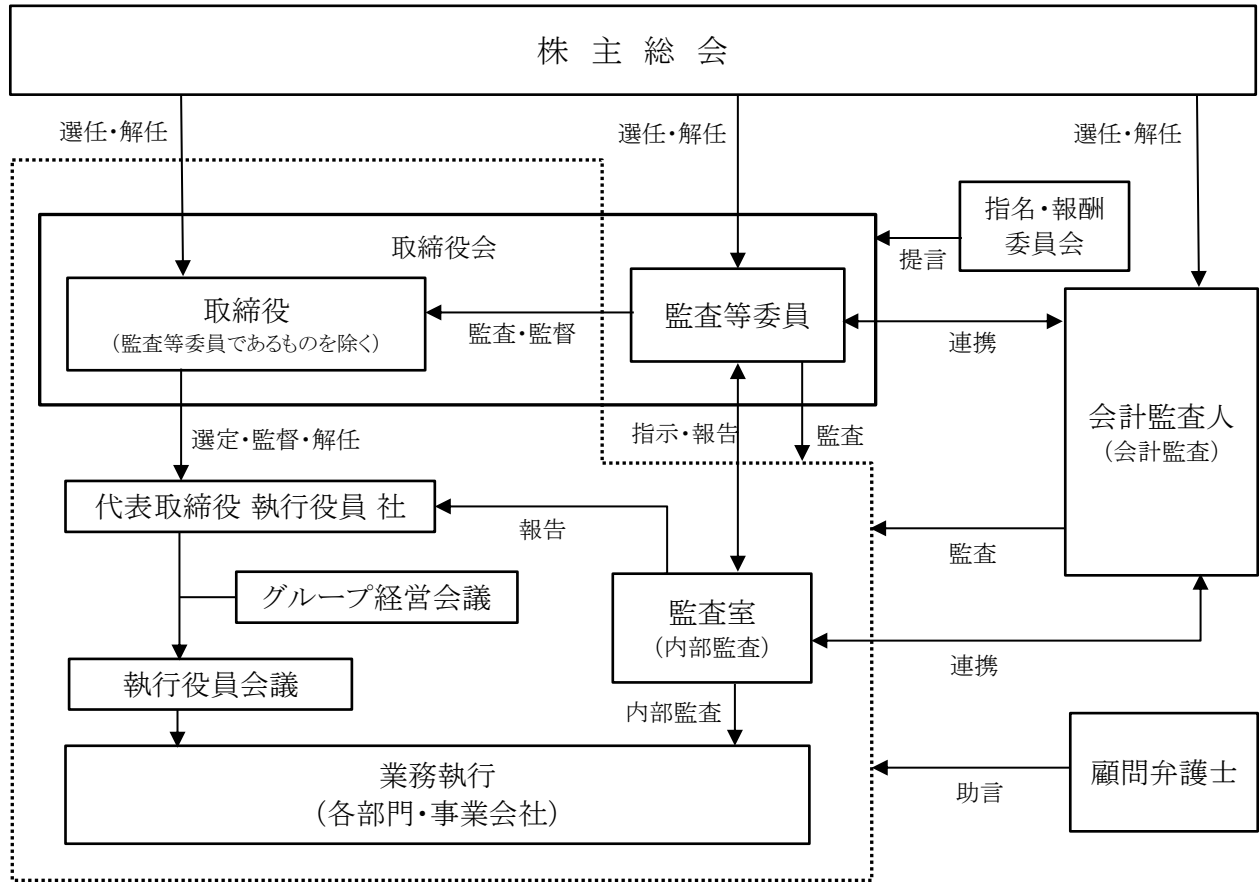 株主総会
選任・解任
選任・解任
選任・解任
指名・報酬
委員会
提言
取締役会
取締役
(監査等委員であるものを除く)
監査・監督
監査等委員
連携
会計監査人
(会計監査)
選定・監督・解任
指示・報告
監査
代表取締役 執行役員 社
報告
監査
グループ経営会議
監査室
(内部監査)
連携
執行役員会議
内部監査
業務執行
(各部門・事業会社)
助言
顧問弁護士